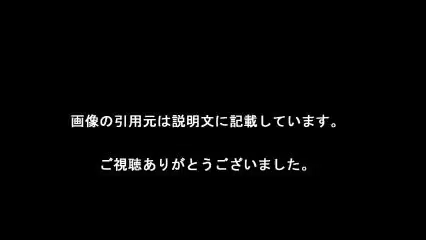 画像の引用元は説明文に記載しています。
ご視聴ありがとうございました。